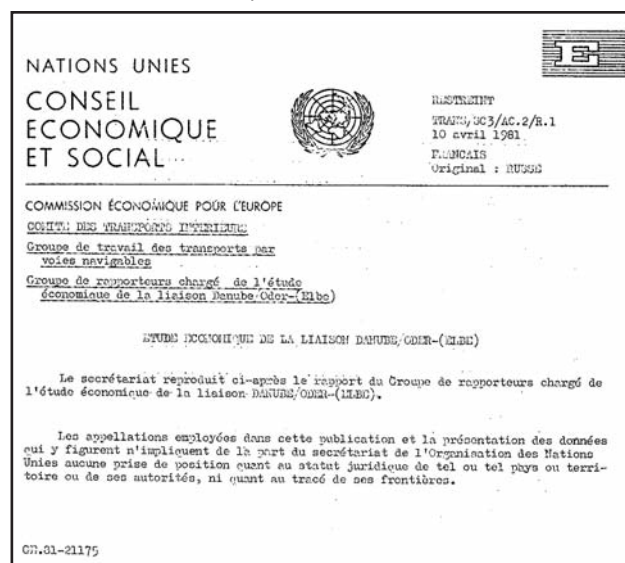 E
NATIONS UNIES
CONSEIL
ECONOMIQUE
ET SOCIAL
RESTREINT
TRANS/SC3/AC.2/R.1
10 avril 1981
FRANCAIS
Original : RUSSE
COMMISSION ÉCONOMIQUE POUR L'EUROPE
COMITE DES TRANSPORTS INTERIEURS
Groupe de travail des transports par
voies navigables
Groupe de rapporteurs chargé de l'étude
économique de la liaison Danube-Oder-(Elbe)
ETUDE ECONOMIQUE DE LA LIAISON DANUBE/ODER-(ELBE)
Le secrétariat reproduit ci-après le rapport du Groupe de rapporteurs chargé de
l'étude économique de la liaison DANUBE/ODER-(ELBE).
Les appellations employées dans cette publication et la présentation des données
qui y figurent n'impliquent de la part du secrétariat de l'Organisation des Nations
Unies aucune prise de position quant au statut juridique de tel ou tel pays ou terri-
toire ou de ses autorités, ni quant au tracé de ses frontières.
GE.81-21175